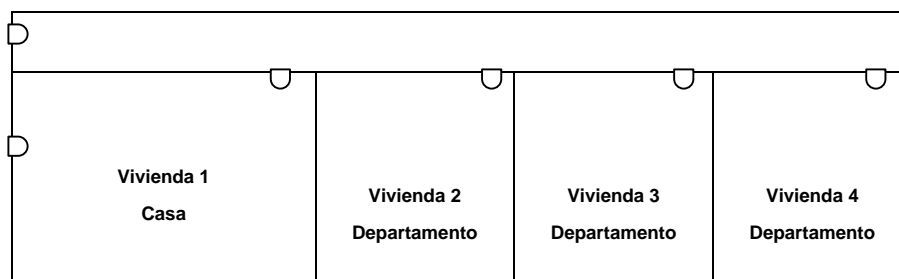 Vivienda 1
Casa
Vivienda 2
Departamento
Vivienda 3
Departamento
Vivienda 4
Departamento